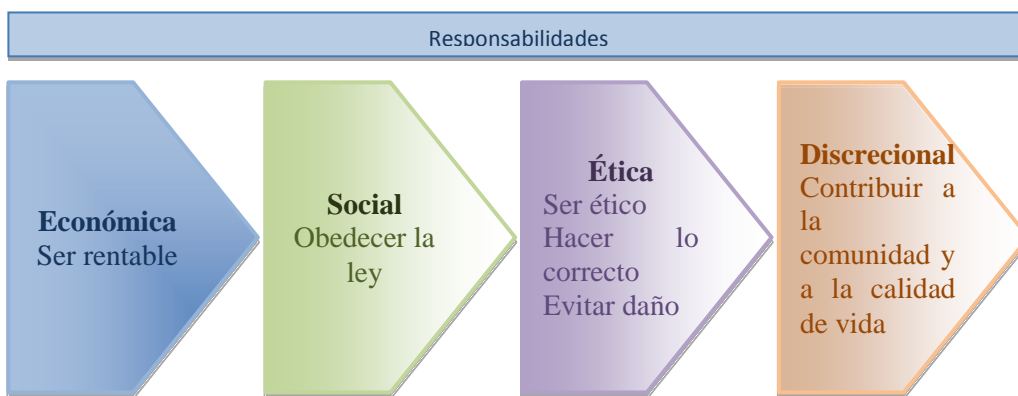 Responsabilidades
Económica
Ser rentable
Social
Obedecer la
ley
Ética
Ser ético
Hacer lo
correcto
Evitar daño
Discrecional
Contribuir a
la
comunidad y
a la calidad
de vida